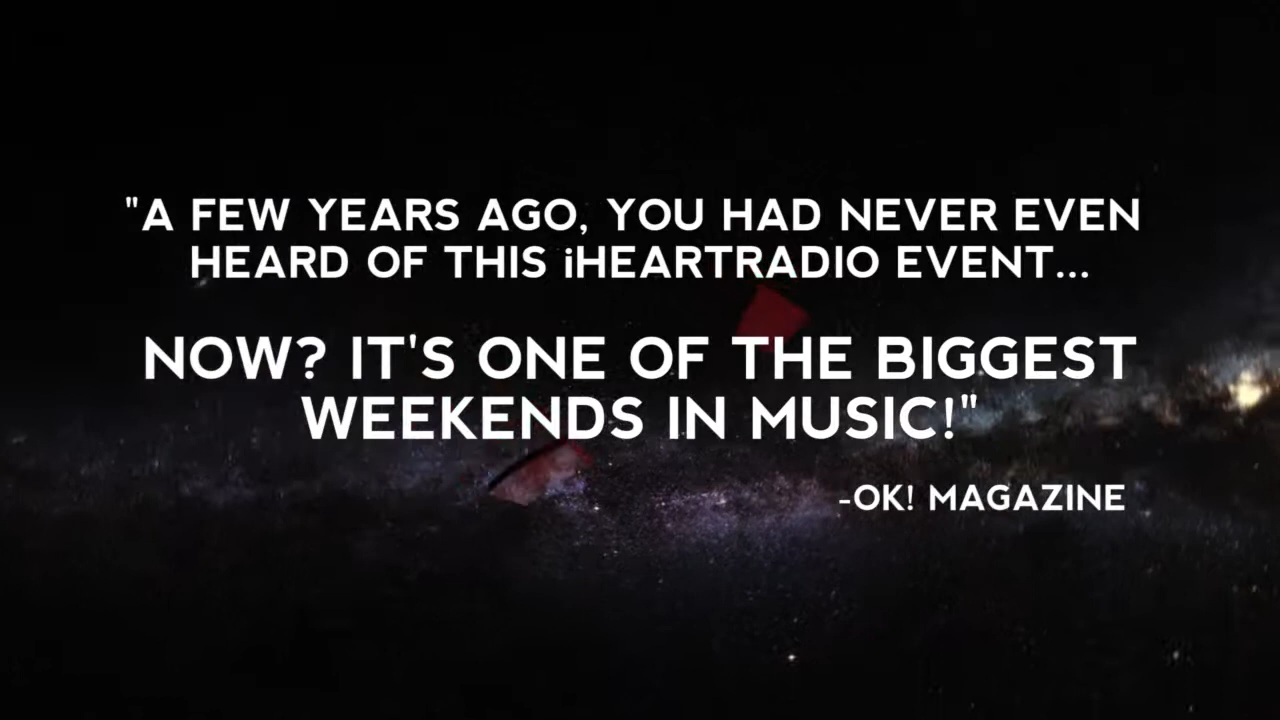 "A FEW YEARS AGO, YOU HAD NEVER EVEN
HEARD OF THIS iHEARTRADIO EVENT...
NOW? IT'S ONE OF THE BIGGEST
WEEKENDS IN MUSIC!"
-OK! MAGAZINE